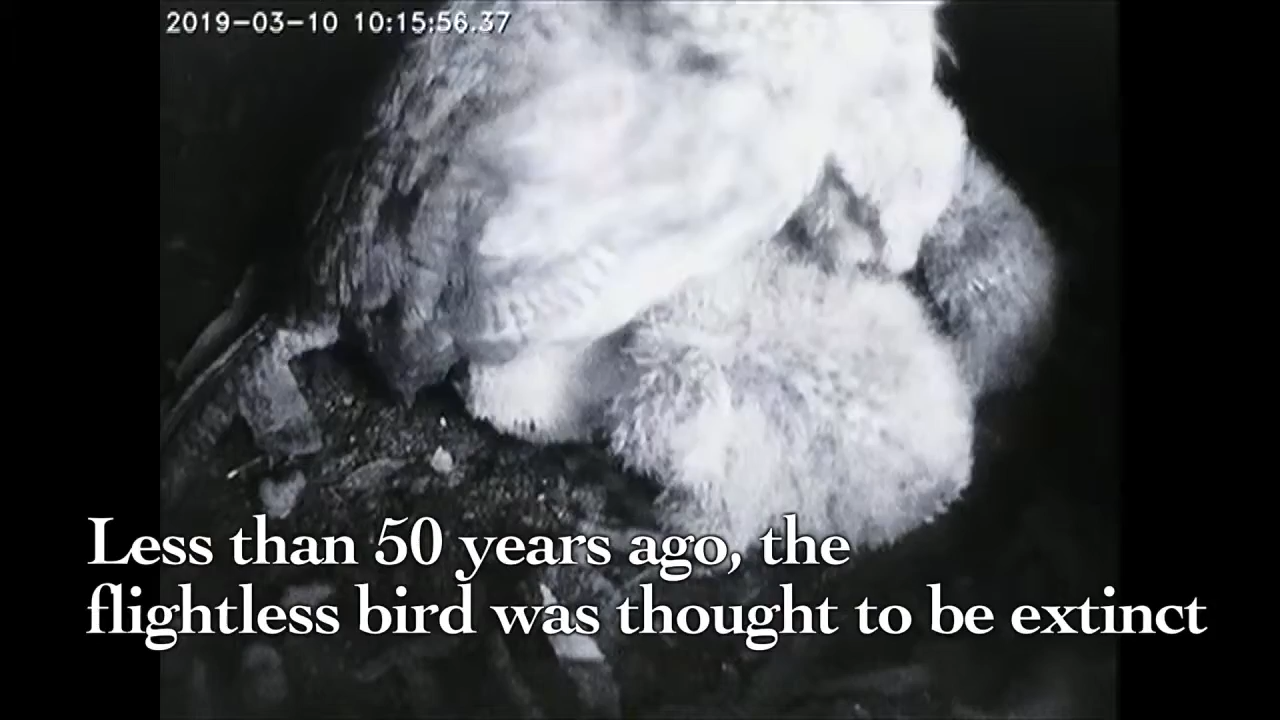 2019-03-10 10:15:56.37
Less than 50 years ago, the
flightless bird was thought to be extinct